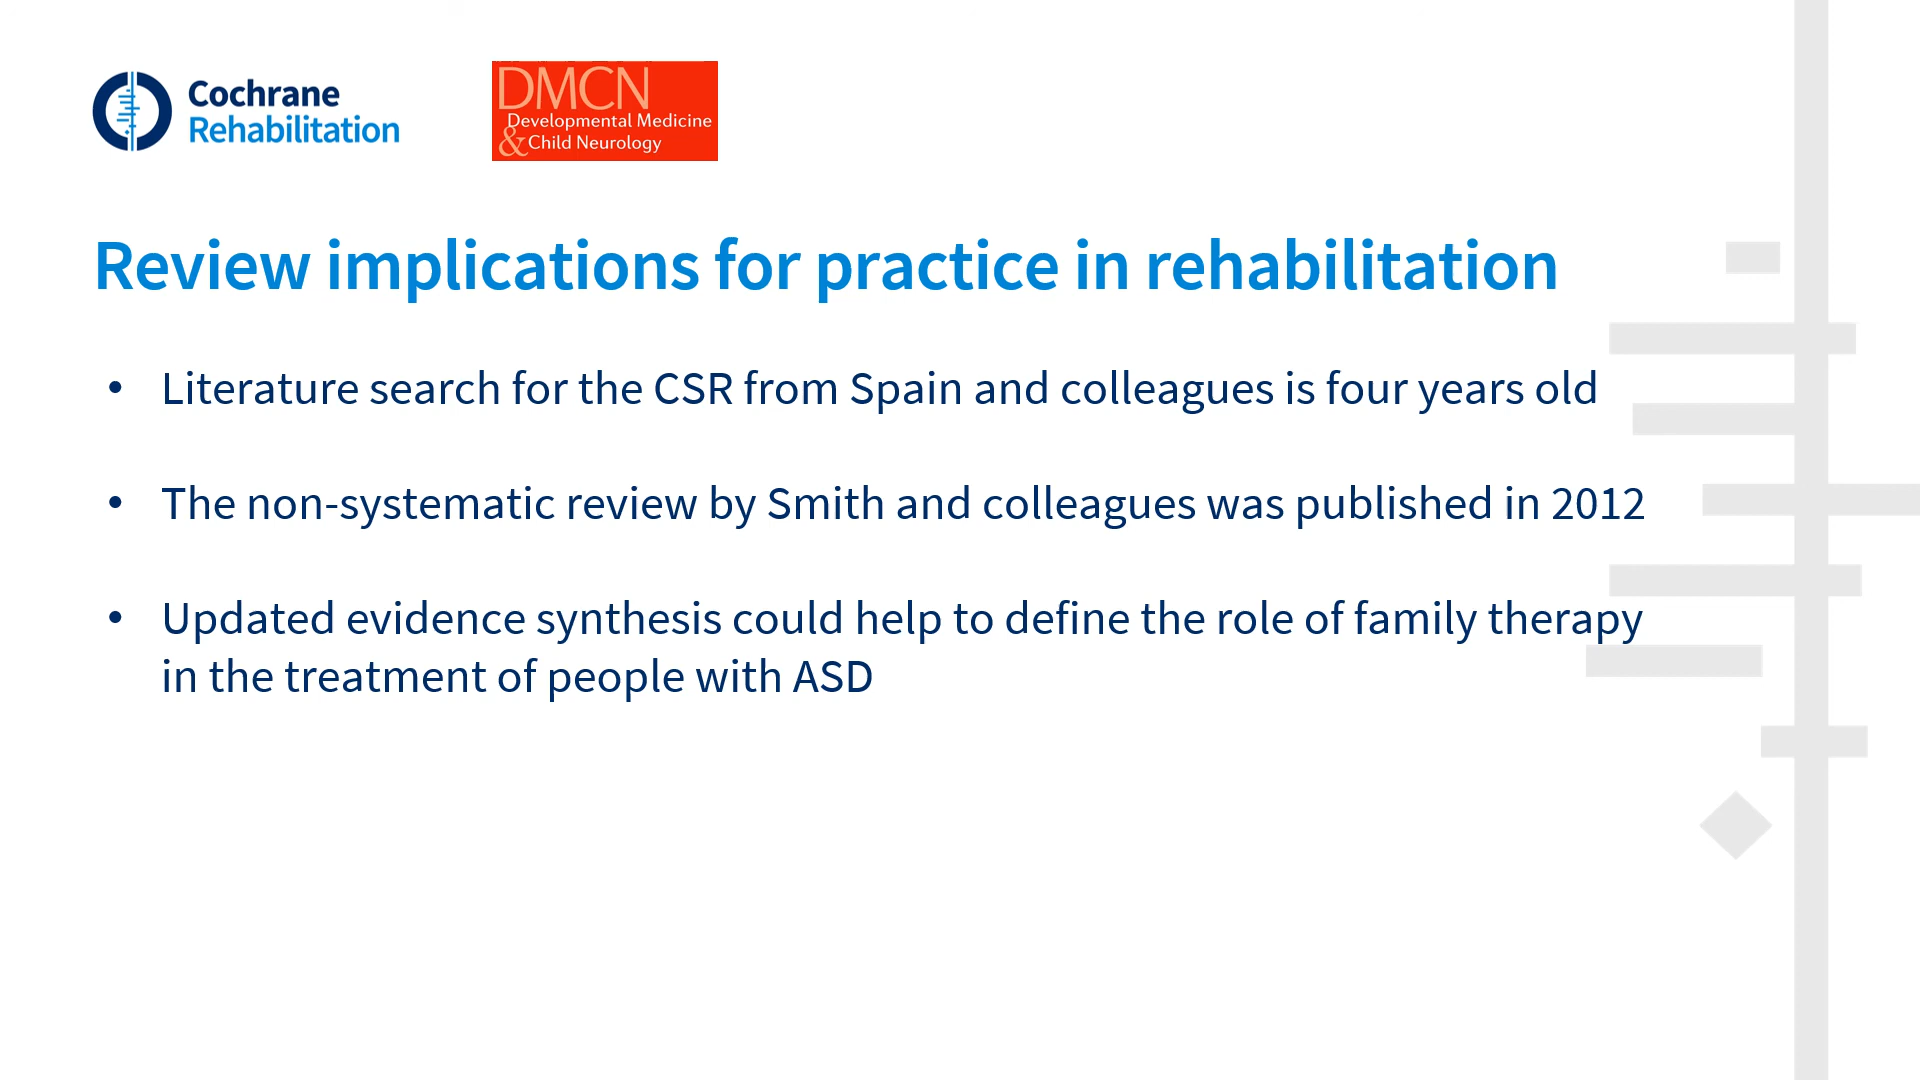 Cochrane
Rehabilitation
DMCN
Developmental Medicine
& Child Neurology
Review implications for practice in rehabilitation
• Literature search for the CSR from Spain and colleagues is four years old
• The non-systematic review by Smith and colleagues was published in 2012
• Updated evidence synthesis could help to define the role of family therapy
in the treatment of people with ASD